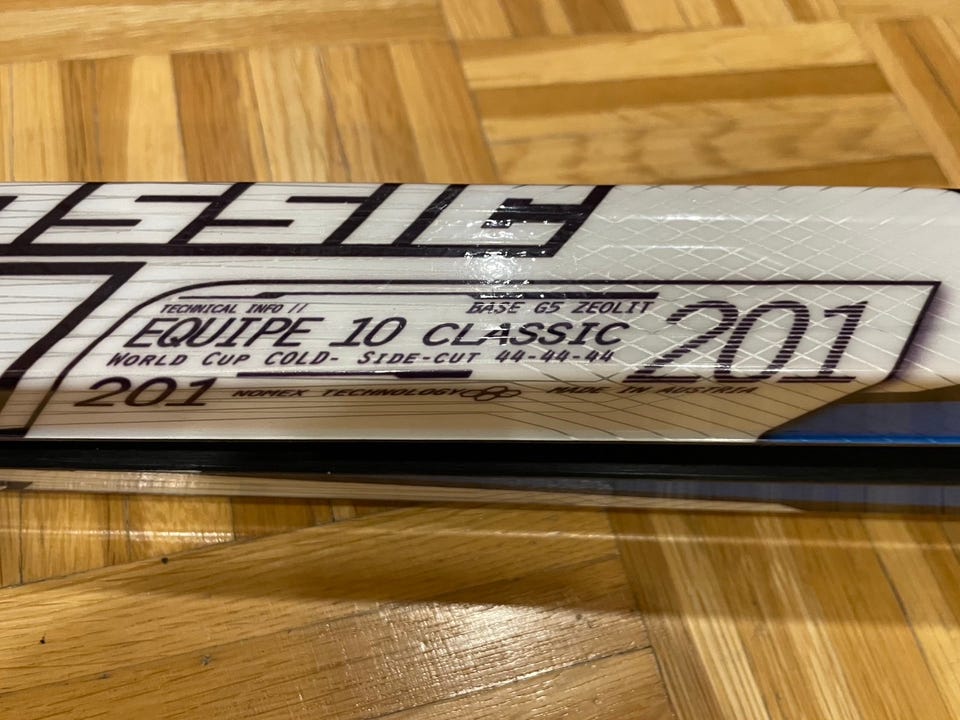 SSIC
TECHNICAL INFO // BASE G5 ZEOLIT
EQUIPE 10 CLASSIC 201
WORLD CUP COLD- SIDE-CUT 44-44-44
201 NOMEX TECHNOLOGY MADE IN AUSTRIA